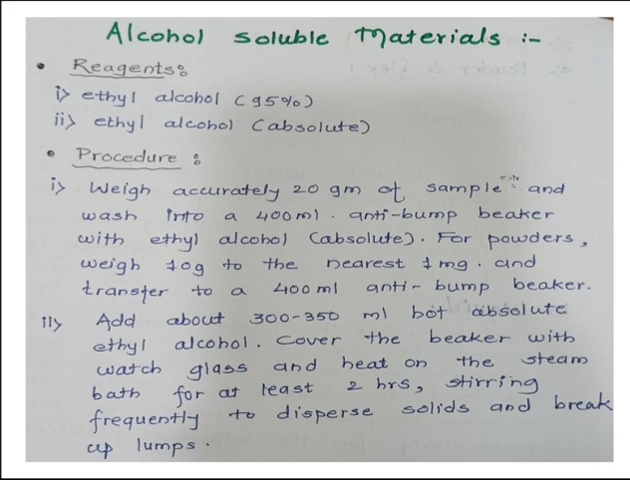 Alcohol soluble Materials :-
• Reagents:
i> ethyl alcohol (95%)
ii> ethyl alcohol (absolute)
• Procedure :
i> Weigh accurately 20 gm of sample and
wash into a 400ml . anti-bump beaker
with ethyl alcohol (absolute). For powders,
weigh 10g to the nearest 1 mg . and
transfer to a 400 ml anti-bump beaker.
ii> Add about 300-350 ml hot absolute
ethyl alcohol. Cover the beaker with
watch glass and heat on the steam
bath for at least 2 hrs, stirring
frequently to disperse solids and break
up lumps.